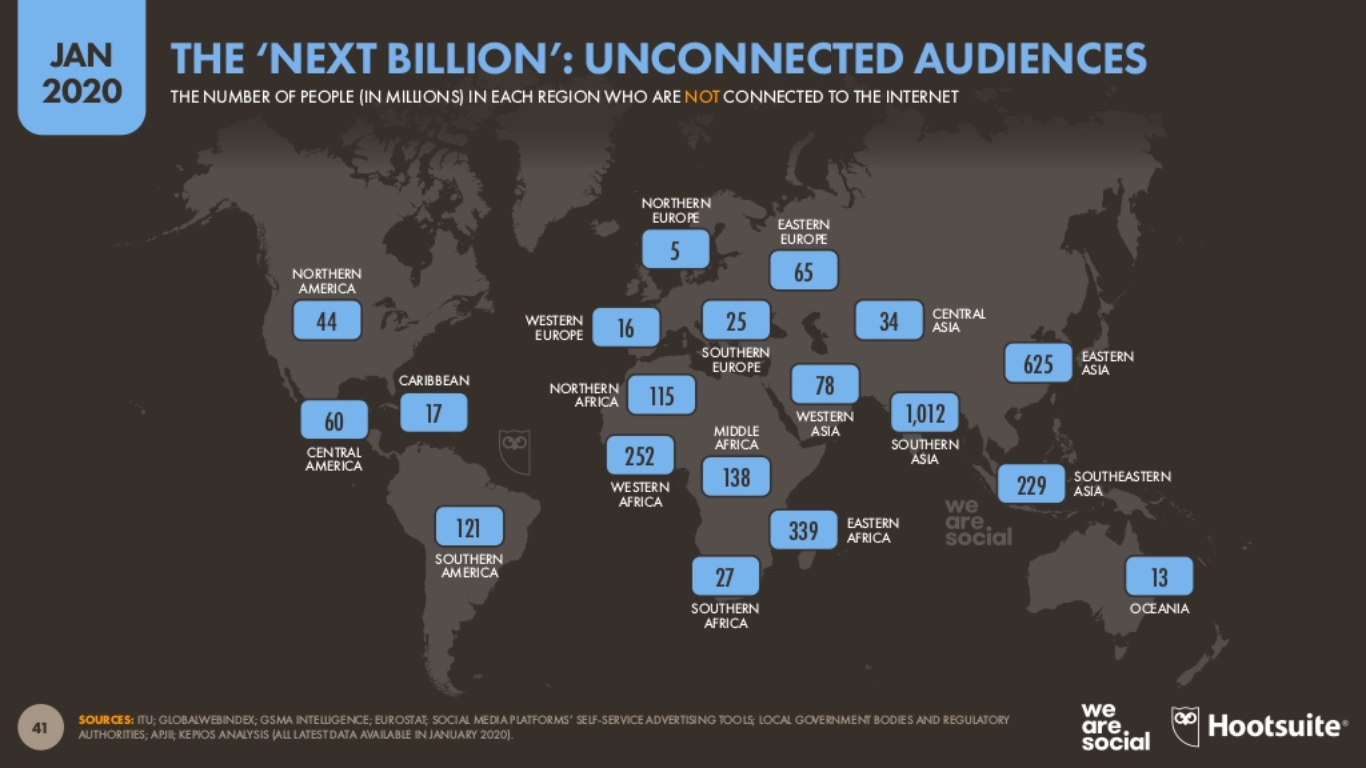 JAN
2020
THE ‘NEXT BILLION’: UNCONNECTED AUDIENCES
THE NUMBER OF PEOPLE (IN MILLIONS) IN EACH REGION WHO ARE NOT CONNECTED TO THE INTERNET
NORTHERN
EUROPE
5
EASTERN
EUROPE
65
NORTHERN
AMERICA
44
WESTERN
EUROPE
16
25
SOUTHERN
EUROPE
34
CENTRAL
ASIA
625
EASTERN
ASIA
CARIBBEAN
17
60
CENTRAL
AMERICA
NORTHERN
AFRICA
115
78
WESTERN
ASIA
1,012
SOUTHERN
ASIA
252
WESTERN
AFRICA
MIDDLE
AFRICA
138
229
SOUTHEASTERN
ASIA
121
SOUTHERN
AMERICA
339
EASTERN
AFRICA
we
are
social
27
SOUTHERN
AFRICA
13
OCEANIA
41
SOURCES: ITU; GLOBALWEBINDEX; GSMA INTELLIGENCE; EUROSTAT; SOCIAL MEDIA PLATFORMS’ SELF-SERVICE ADVERTISING TOOLS; LOCAL GOVERNMENT BODIES AND REGULATORY
AUTHORITIES; APJII; KEPIOS ANALYSIS (ALL LATEST DATA AVAILABLE IN JANUARY 2020).
we
are
social
Hootsuite®